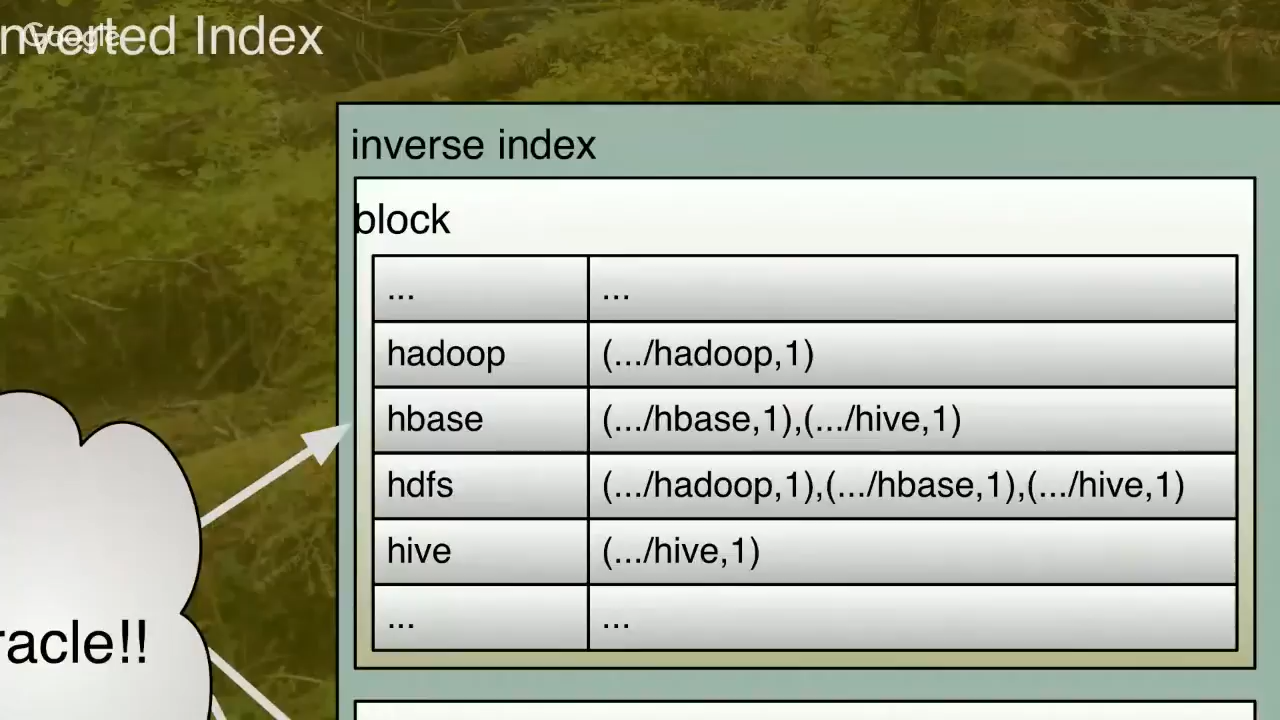 nverted Index
Google
inverse index
block
... ...
hadoop (.../hadoop,1)
hbase (.../hbase,1),(.../hive,1)
hdfs (.../hadoop,1),(.../hbase,1),(.../hive,1)
hive (.../hive,1)
... ...
racle!!